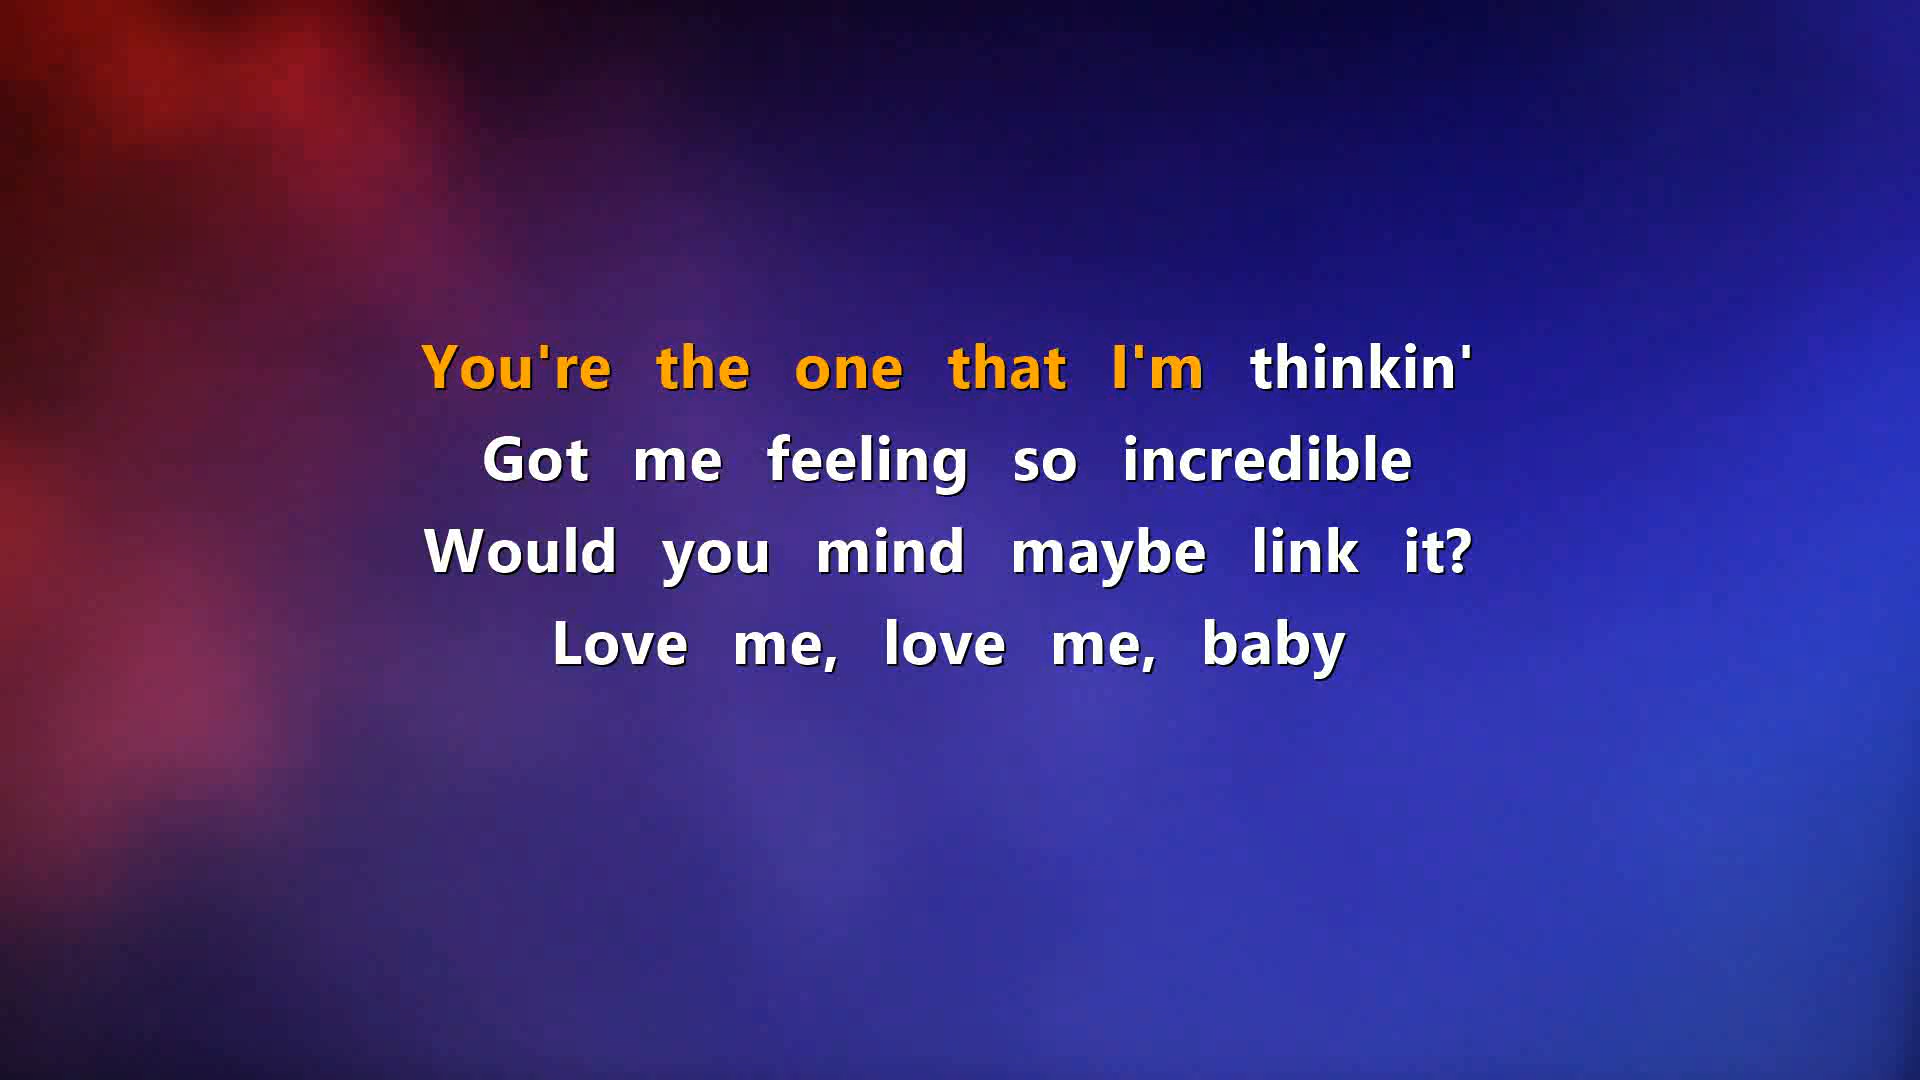 You're the one that I'm thinkin'
Got me feeling so incredible
Would you mind maybe link it?
Love me, love me, baby